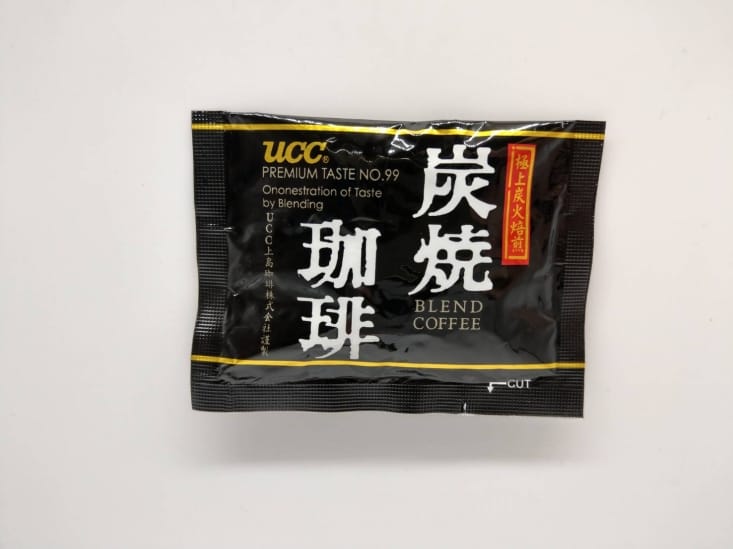 ucc®
PREMIUM TASTE NO.99
Ononestration of Taste
by Blending
UCC上島珈琲株式会社謹製
炭焼
珈琲
BLEND
COFFEE
極上炭火焙煎
CUT